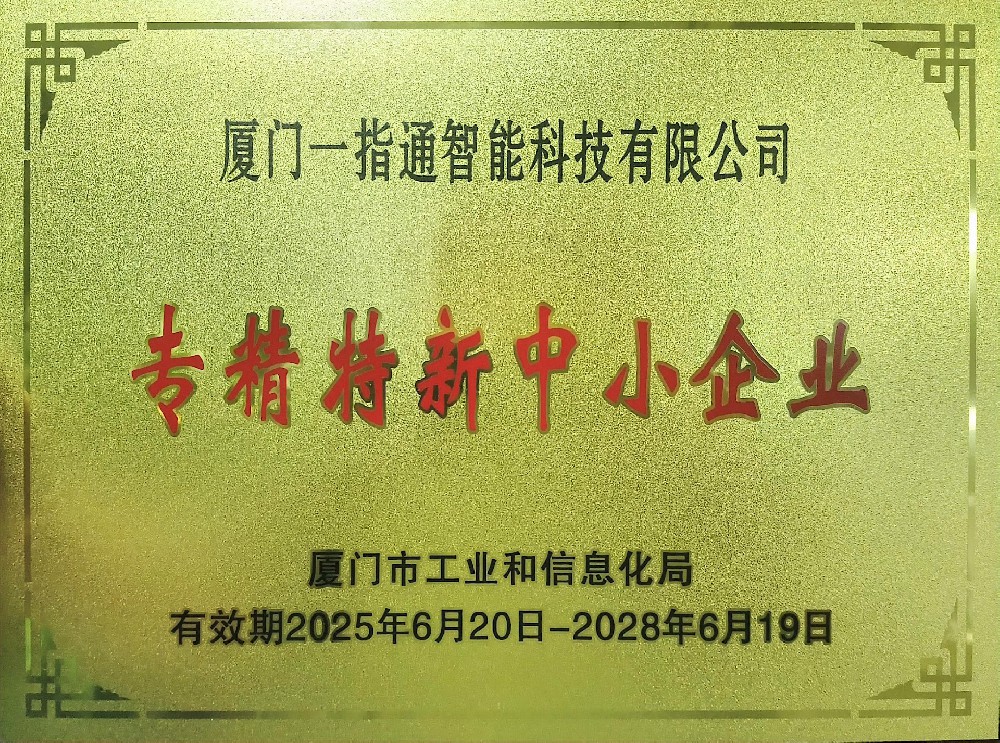 厦门一指通智能科技有限公司
专精特新中小企业
厦门市工业和信息化局
有效期2025年6月20日-2028年6月19日